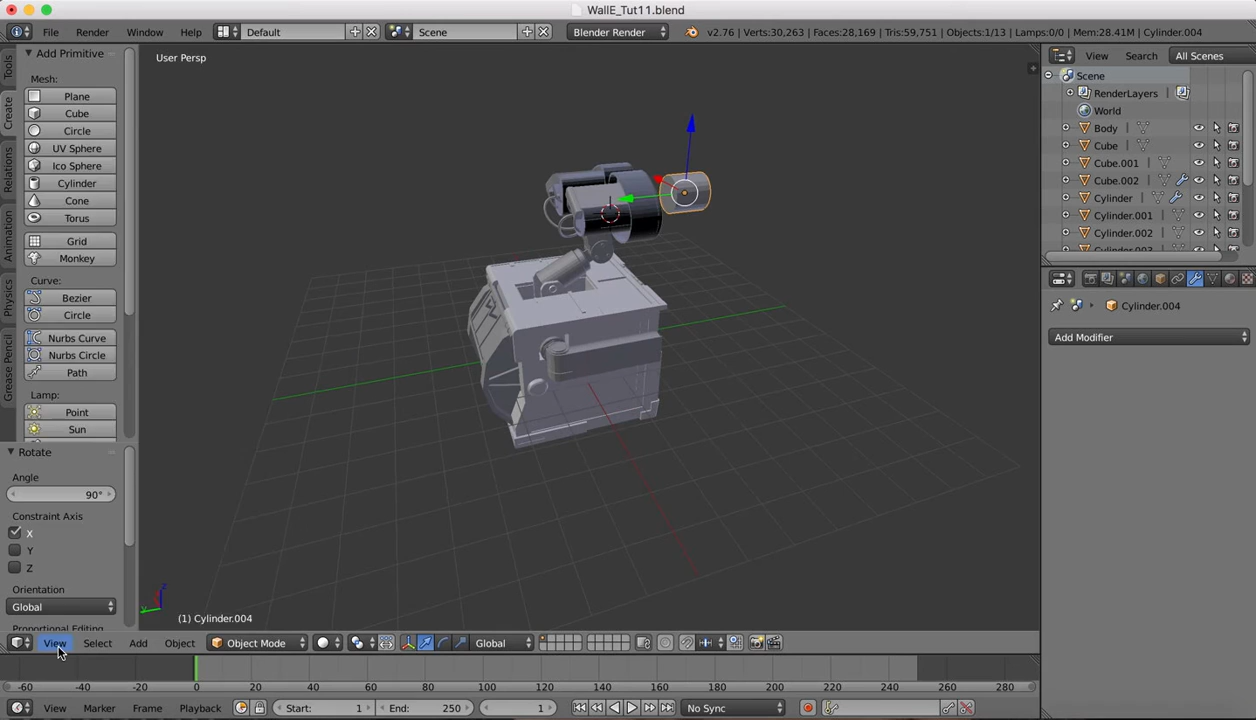 WallE_Tut11.blend
File Render Window Help Default Scene Blender Render v2.76 | Verts:30,263 | Faces:28,169 | Tris:59,751 | Objects:1/13 | Lamps:0/0 | Mem:28.41M | Cylinder.004
Tools
Create
Relations
Animation
Physics
Grease Pencil
Add Primitive
Mesh:
Plane
Cube
Circle
UV Sphere
Ico Sphere
Cylinder
Cone
Torus
Grid
Monkey
Curve:
Bezier
Circle
Nurbs Curve
Nurbs Circle
Path
Lamp:
Point
Sun
Rotate
Angle
90°
Constraint Axis
X
Y
Z
Orientation
Global
User Persp
(1) Cylinder.004
View Select Add Object Object Mode Global
-60 -40 -20 0 20 40 60 80 100 120 140 160 180 200 220 240 260 280
View Marker Frame Playback Start: 1 End: 250 1 No Sync
View Search All Scenes
Scene
RenderLayers
World
Body
Cube
Cube.001
Cube.002
Cylinder
Cylinder.001
Cylinder.002
Cylinder.004
Add Modifier